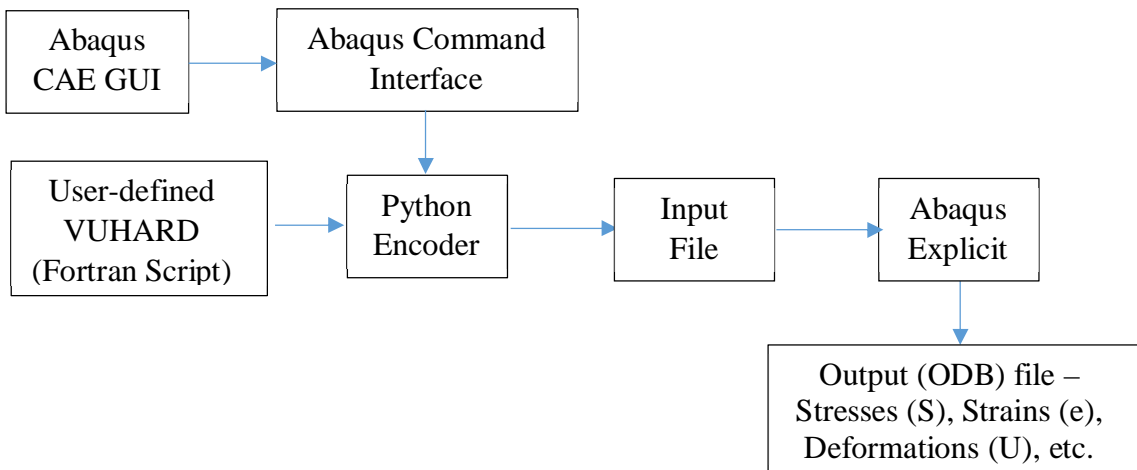 Abaqus
CAE GUI
Abaqus Command
Interface
User-defined
VUHARD
(Fortran Script)
Python
Encoder
Input
File
Abaqus
Explicit
Output (ODB) file –
Stresses (S), Strains (e),
Deformations (U), etc.